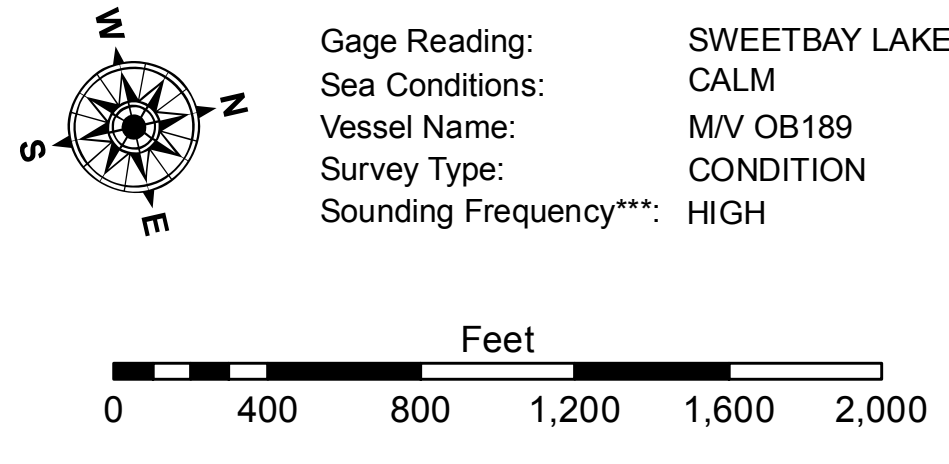 W
N
S
E
Gage Reading: SWEETBAY LAKE
Sea Conditions: CALM
Vessel Name: M/V OB189
Survey Type: CONDITION
Sounding Frequency***: HIGH
Feet
0 400 800 1,200 1,600 2,000